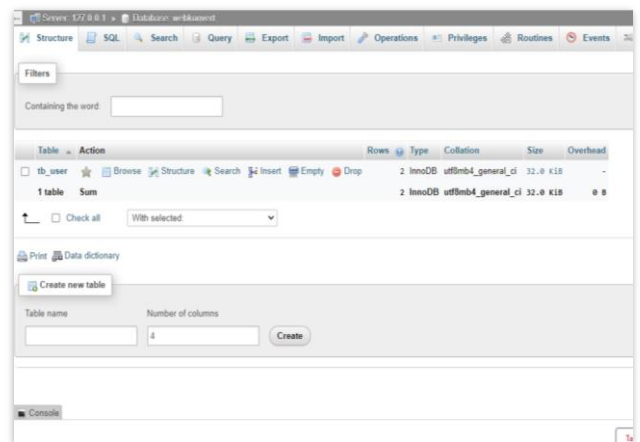 Server: 127.0.0.1 » Database: webkuovest
Structure SQL Search Query Export Import Operations Privileges Routines Events
Filters
Containing the word:
Table Action Rows Type Collation Size Overhead
tb_user Browse Structure Search Insert Empty Drop 2 InnoDB utf8mb4_general_ci 32.0 KiB -
1 table Sum 2 InnoDB utf8mb4_general_ci 32.0 KiB 0 B
Check all With selected:
Print Data dictionary
Create new table
Table name Number of columns
4 Create
Console